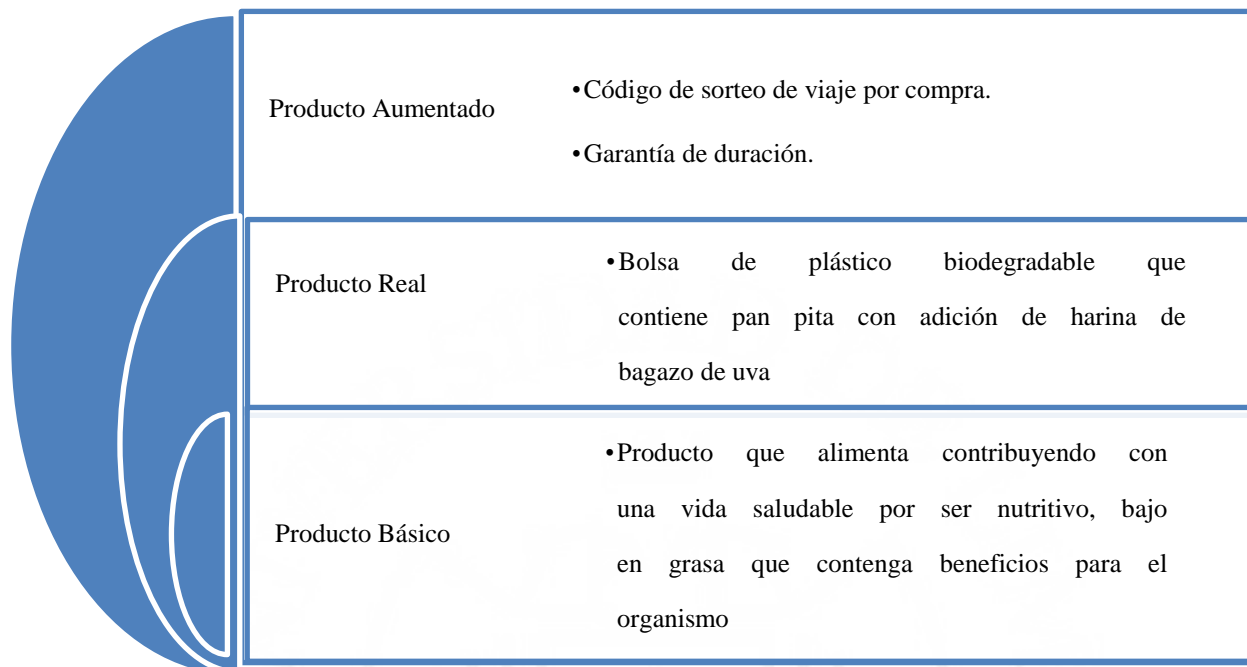 Producto Aumentado
•Código de sorteo de viaje por compra.
•Garantía de duración.
Producto Real
•Bolsa de plástico biodegradable que
contiene pan pita con adición de harina de
bagazo de uva
Producto Básico
•Producto que alimenta contribuyendo con
una vida saludable por ser nutritivo, bajo
en grasa que contenga beneficios para el
organismo